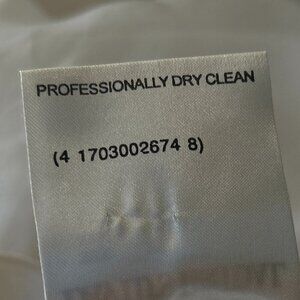 PROFESSIONALLY DRY CLEAN
(4 1703002674 8)